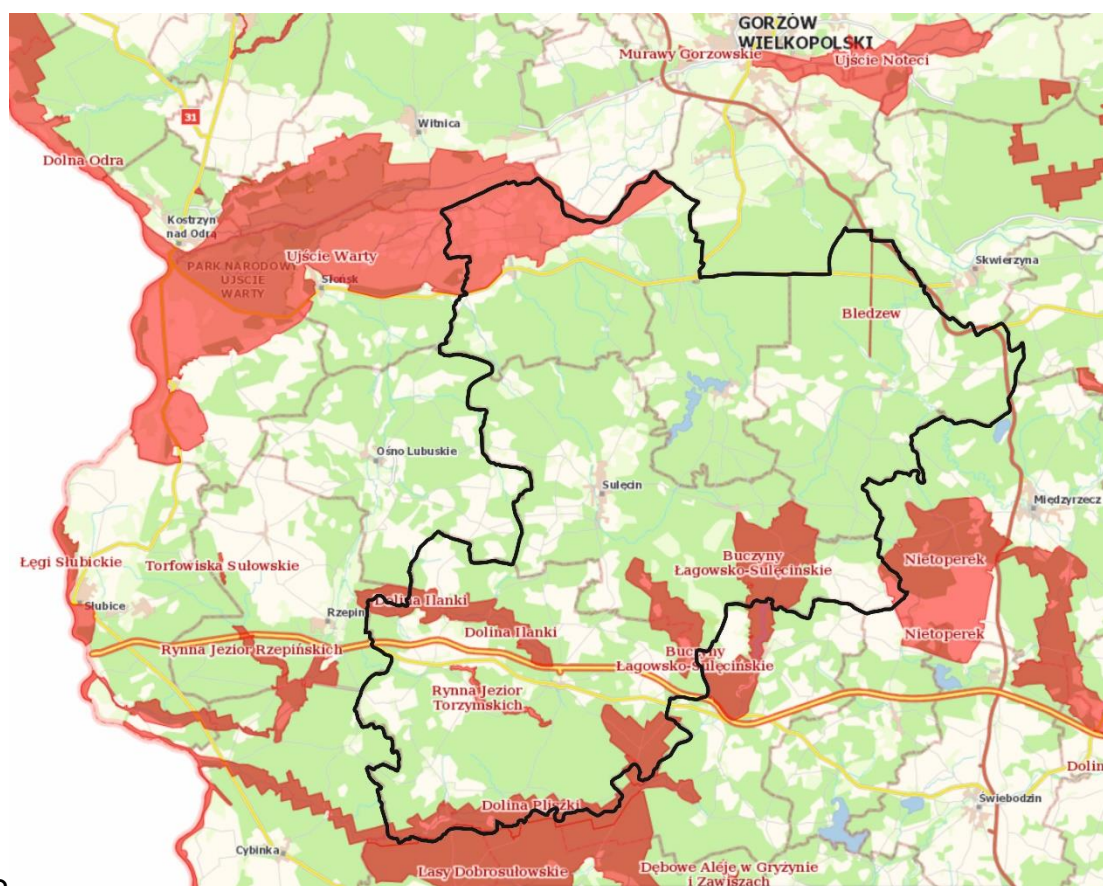 GORZÓW
WIELKOPOLSKI
Murawy Gorzowskie
Ujście Noteci
31
Witnica
Dolna Odra
Kostrzyn
nad Odrą
Ujście Warty
PARK NARODOWY
UJŚCIE
WARTY
Słońsk
Skwierzyna
Bledzew
Ośno Lubuskie
Sulęcin
Międzyrzecz
Łęgi Słubickie
Torfowiska Sułowskie
Buczyny
Łagowsko-Sulęcińskie
Nietoperek
Słubice
Dolina Ilanki
Rzepin
Dolina Ilanki
Nietoperek
Rynna Jezior Rzepińskich
Buczyny
Łagowsko-Sulęcińskie
Rynna Jezior
Torzymskich
Dolin
Dolina Pliszki
Świebodzin
Cybinka
Lasy Dobrosułowskie
Dębowe Aleje w Gryżynie
i Zawiszach